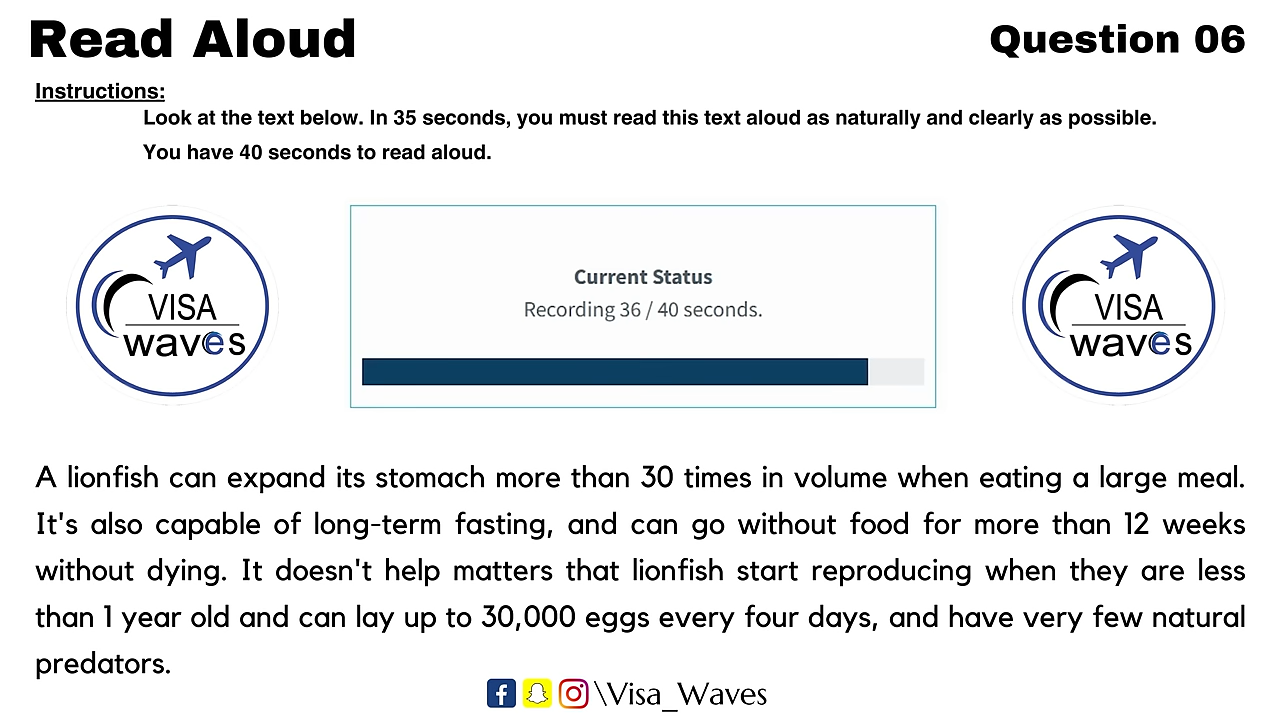 Read Aloud
Question 06
Instructions:
Look at the text below. In 35 seconds, you must read this text aloud as naturally and clearly as possible.
You have 40 seconds to read aloud.
VISA
waves
Current Status
Recording 36 / 40 seconds.
VISA
waves
A lionfish can expand its stomach more than 30 times in volume when eating a large meal.
It's also capable of long-term fasting, and can go without food for more than 12 weeks
without dying. It doesn't help matters that lionfish start reproducing when they are less
than 1 year old and can lay up to 30,000 eggs every four days, and have very few natural
predators.
\Visa_Waves